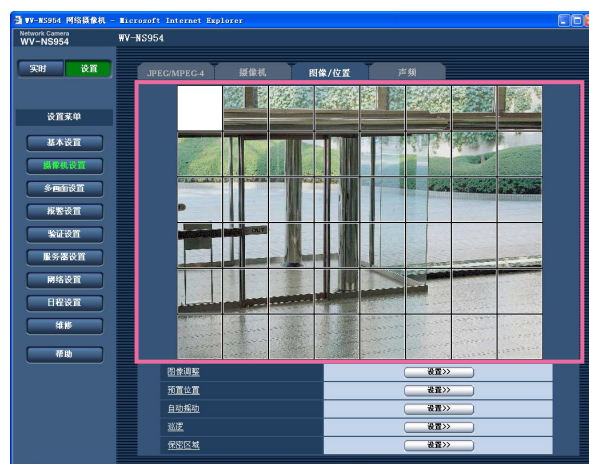 WV-NS954 网络摄像机 - Microsoft Internet Explorer
Network Camera
WV-NS954
WV-NS954
实时 设置
JPEG/MPEG-4 摄像机 图像/位置 声频
设置菜单
基本设置
摄像机设置
多画面设置
报警设置
验证设置
服务器设置
网络设置
日程设置
维修
帮助
图像调整 设置>>
预置位置 设置>>
自动摇动 设置>>
巡度 设置>>
保密区域 设置>>